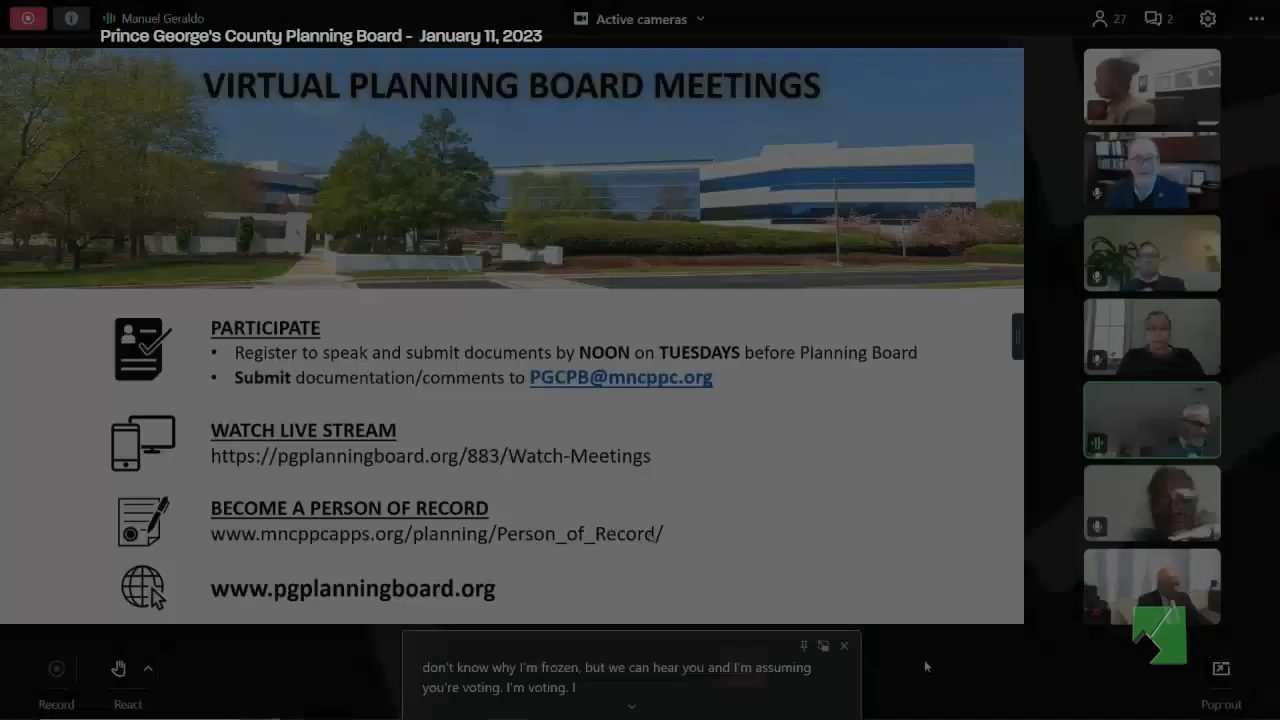 Manuel Geraldo
Active cameras
27
2
Prince George's County Planning Board - January 11, 2023
VIRTUAL PLANNING BOARD MEETINGS
PARTICIPATE
• Register to speak and submit documents by NOON on TUESDAYS before Planning Board
• Submit documentation/comments to PGCPB@mncppc.org
WATCH LIVE STREAM
https://pgplanningboard.org/883/Watch-Meetings
BECOME A PERSON OF RECORD
www.mncppcapps.org/planning/Person_of_Record/
www.pgplanningboard.org
don't know why I'm frozen, but we can hear you and I'm assuming
you're voting. I'm voting. I
Record
React
Pop out